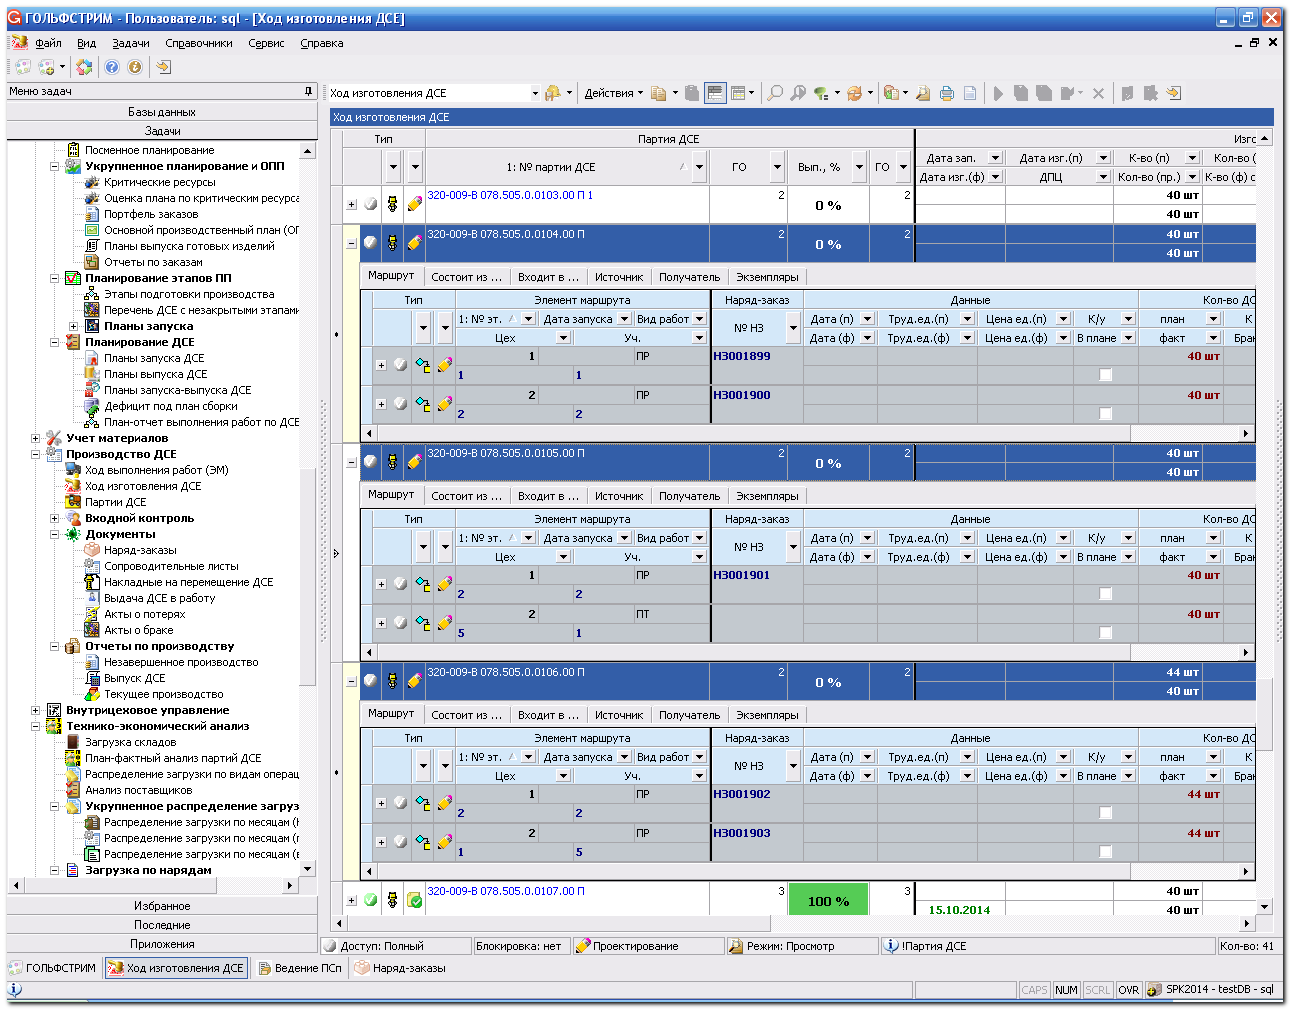 ГОЛЬФСТРИМ - Пользователь: sql - [Ход изготовления ДСЕ]
Файл Вид Задачи Справочники Сервис Справка
Меню задач
Базы данных
Задачи
Посменное планирование
Укрупненное планирование и ОПП
Критические ресурсы
Оценка плана по критическим ресурса
Портфель заказов
Основной производственный план (ОГ
Планы выпуска готовых изделий
Отчеты по заказам
Планирование этапов ПП
Этапы подготовки производства
Перечень ДСЕ с незакрытыми этапами
Планы запуска
Планирование ДСЕ
Планы запуска ДСЕ
Планы выпуска ДСЕ
Планы запуска-выпуска ДСЕ
Дефицит под план сборки
План-отчет выполнения работ по ДСЕ
Учет материалов
Производство ДСЕ
Ход выполнения работ (ЭМ)
Ход изготовления ДСЕ
Партии ДСЕ
Входной контроль
Документы
Наряд-заказы
Сопроводительные листы
Накладные на перемещение ДСЕ
Выдача ДСЕ в работу
Акты о потерях
Акты о браке
Отчеты по производству
Незавершенное производство
Выпуск ДСЕ
Текущее производство
Внутрицеховое управление
Технико-экономический анализ
Загрузка складов
План-фактный анализ партий ДСЕ
Распределение загрузки по видам операц
Анализ поставщиков
Укрупненное распределение загруз
Распределение загрузки по месяцам (
Распределение загрузки по месяцам (
Распределение загрузки по месяцам (
Загрузка по нарядам
Избранное
Последние
Приложения
Ход изготовления ДСЕ Действия
Ход изготовления ДСЕ
Тип Партия ДСЕ Изго
1: № партии ДСЕ ГО Вып., % ГО Дата зап. Дата изг.(п) К-во (п) Кол-во (
Дата изг.(ф) ДПЦ Кол-во (пр.) К-во (ф) с
320-009-В 078.505.0.0103.00 П 1 2 0 % 2 40 шт
40 шт
320-009-В 078.505.0.0104.00 П 2 0 % 2 40 шт
40 шт
Маршрут Состоит из ... Входит в ... Источник Получатель Экземпляры
Тип Элемент маршрута Наряд-заказ Данные Кол-во ДС
1: № эт. Дата запуска Вид работ № НЗ Дата (п) Труд.ед.(п) Цена ед.(п) К/у план К
Цех Уч. Дата (ф) Труд.ед.(ф) Цена ед.(ф) В плане факт Брак
1 ПР НЗ001899 40 шт
1 1
2 ПР НЗ001900 40 шт
2 2
320-009-В 078.505.0.0105.00 П 2 0 % 2 40 шт
40 шт
Маршрут Состоит из ... Входит в ... Источник Получатель Экземпляры
Тип Элемент маршрута Наряд-заказ Данные Кол-во ДС
1: № эт. Дата запуска Вид работ № НЗ Дата (п) Труд.ед.(п) Цена ед.(п) К/у план К
Цех Уч. Дата (ф) Труд.ед.(ф) Цена ед.(ф) В плане факт Брак
1 ПР НЗ001901 40 шт
2 2
2 ПТ 40 шт
5 1
320-009-В 078.505.0.0106.00 П 2 0 % 2 44 шт
40 шт
Маршрут Состоит из ... Входит в ... Источник Получатель Экземпляры
Тип Элемент маршрута Наряд-заказ Данные Кол-во ДС
1: № эт. Дата запуска Вид работ № НЗ Дата (п) Труд.ед.(п) Цена ед.(п) К/у план К
Цех Уч. Дата (ф) Труд.ед.(ф) Цена ед.(ф) В плане факт Брак
1 ПР НЗ001902 44 шт
2 2
2 ПР НЗ001903 44 шт
1 5
320-009-В 078.505.0.0107.00 П 3 100 % 3 40 шт
15.10.2014 40 шт
Доступ: Полный Блокировка: нет Проектирование Режим: Просмотр !Партия ДСЕ Кол-во: 41
ГОЛЬФСТРИМ Ход изготовления ДСЕ Ведение ПСп Наряд-заказы
CAPS NUM SCRL OVR SPK2014 - testDB - sql